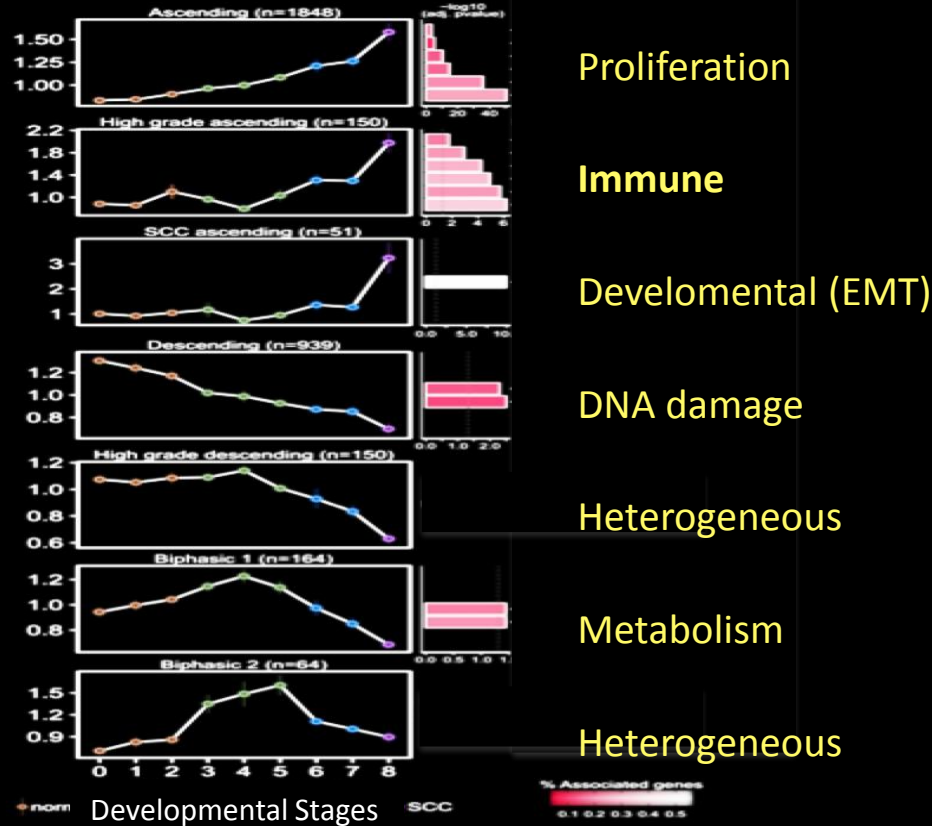 Ascending (n=1848)
−log10
(adj. pvalue)
1.50
1.25
1.00
0 20 40
Proliferation
High grade ascending (n=150)
2.2
1.8
1.4
1.0
0 2 4 6
Immune
SCC ascending (n=51)
3
2
1
0.0 5.0 10.
Develomental (EMT)
Descending (n=939)
1.2
1.0
0.8
0.0 1.0 2.0
DNA damage
High grade descending (n=150)
1.2
1.0
0.8
0.6
Heterogeneous
Biphasic 1 (n=164)
1.2
1.0
0.8
0.0 0.5 1.0 1.
Metabolism
Biphasic 2 (n=64)
1.5
1.2
0.9
0 1 2 3 4 5 6 7 8
Heterogeneous
% Associated genes
0.1 0.2 0.3 0.4 0.5
norm Developmental Stages SCC